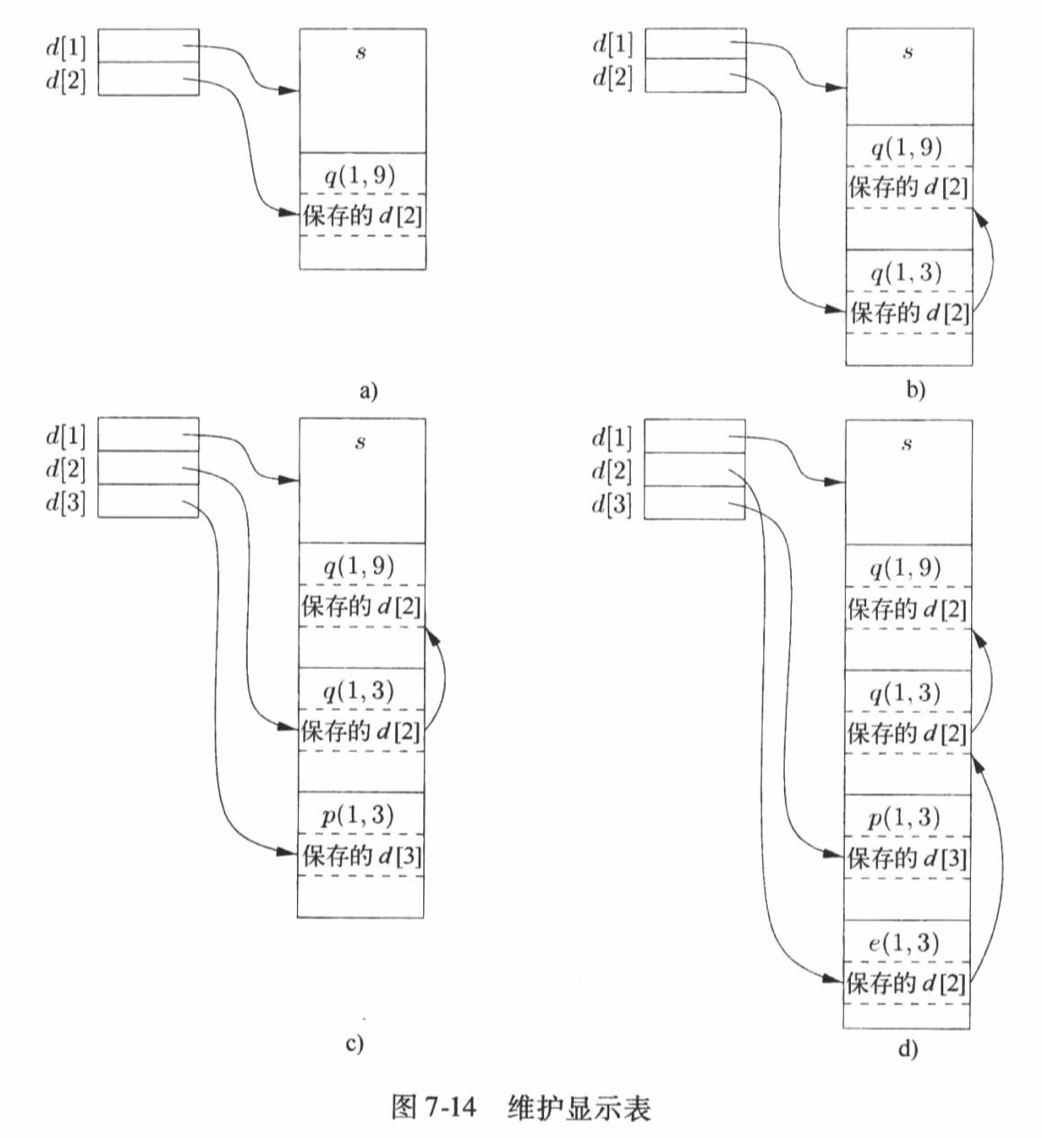 d[1]
d[2]
s
q(1, 9)
保存的 d[2]
a)
d[1]
d[2]
s
q(1, 9)
保存的 d[2]
q(1, 3)
保存的 d[2]
b)
d[1]
d[2]
d[3]
s
q(1, 9)
保存的 d[2]
q(1, 3)
保存的 d[2]
p(1, 3)
保存的 d[3]
c)
d[1]
d[2]
d[3]
s
q(1, 9)
保存的 d[2]
q(1, 3)
保存的 d[2]
p(1, 3)
保存的 d[3]
e(1, 3)
保存的 d[2]
d)
图 7-14 维护显示表